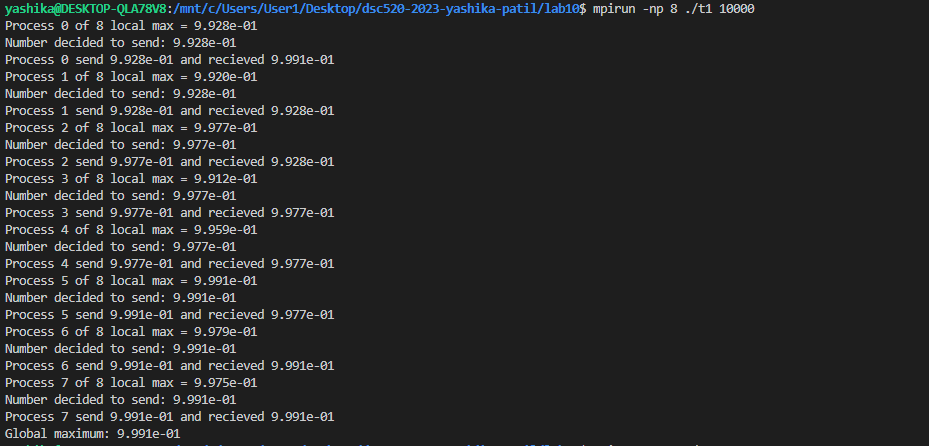 yashika@DESKTOP-QLA78V8:/mnt/c/Users/User1/Desktop/dsc520-2023-yashika-patil/lab10$ mpirun -np 8 ./t1 10000
Process 0 of 8 local max = 9.928e-01
Number decided to send: 9.928e-01
Process 0 send 9.928e-01 and recieved 9.991e-01
Process 1 of 8 local max = 9.920e-01
Number decided to send: 9.928e-01
Process 1 send 9.928e-01 and recieved 9.928e-01
Process 2 of 8 local max = 9.977e-01
Number decided to send: 9.977e-01
Process 2 send 9.977e-01 and recieved 9.928e-01
Process 3 of 8 local max = 9.912e-01
Number decided to send: 9.977e-01
Process 3 send 9.977e-01 and recieved 9.977e-01
Process 4 of 8 local max = 9.959e-01
Number decided to send: 9.977e-01
Process 4 send 9.977e-01 and recieved 9.977e-01
Process 5 of 8 local max = 9.991e-01
Number decided to send: 9.991e-01
Process 5 send 9.991e-01 and recieved 9.977e-01
Process 6 of 8 local max = 9.979e-01
Number decided to send: 9.991e-01
Process 6 send 9.991e-01 and recieved 9.991e-01
Process 7 of 8 local max = 9.975e-01
Number decided to send: 9.991e-01
Process 7 send 9.991e-01 and recieved 9.991e-01
Global maximum: 9.991e-01